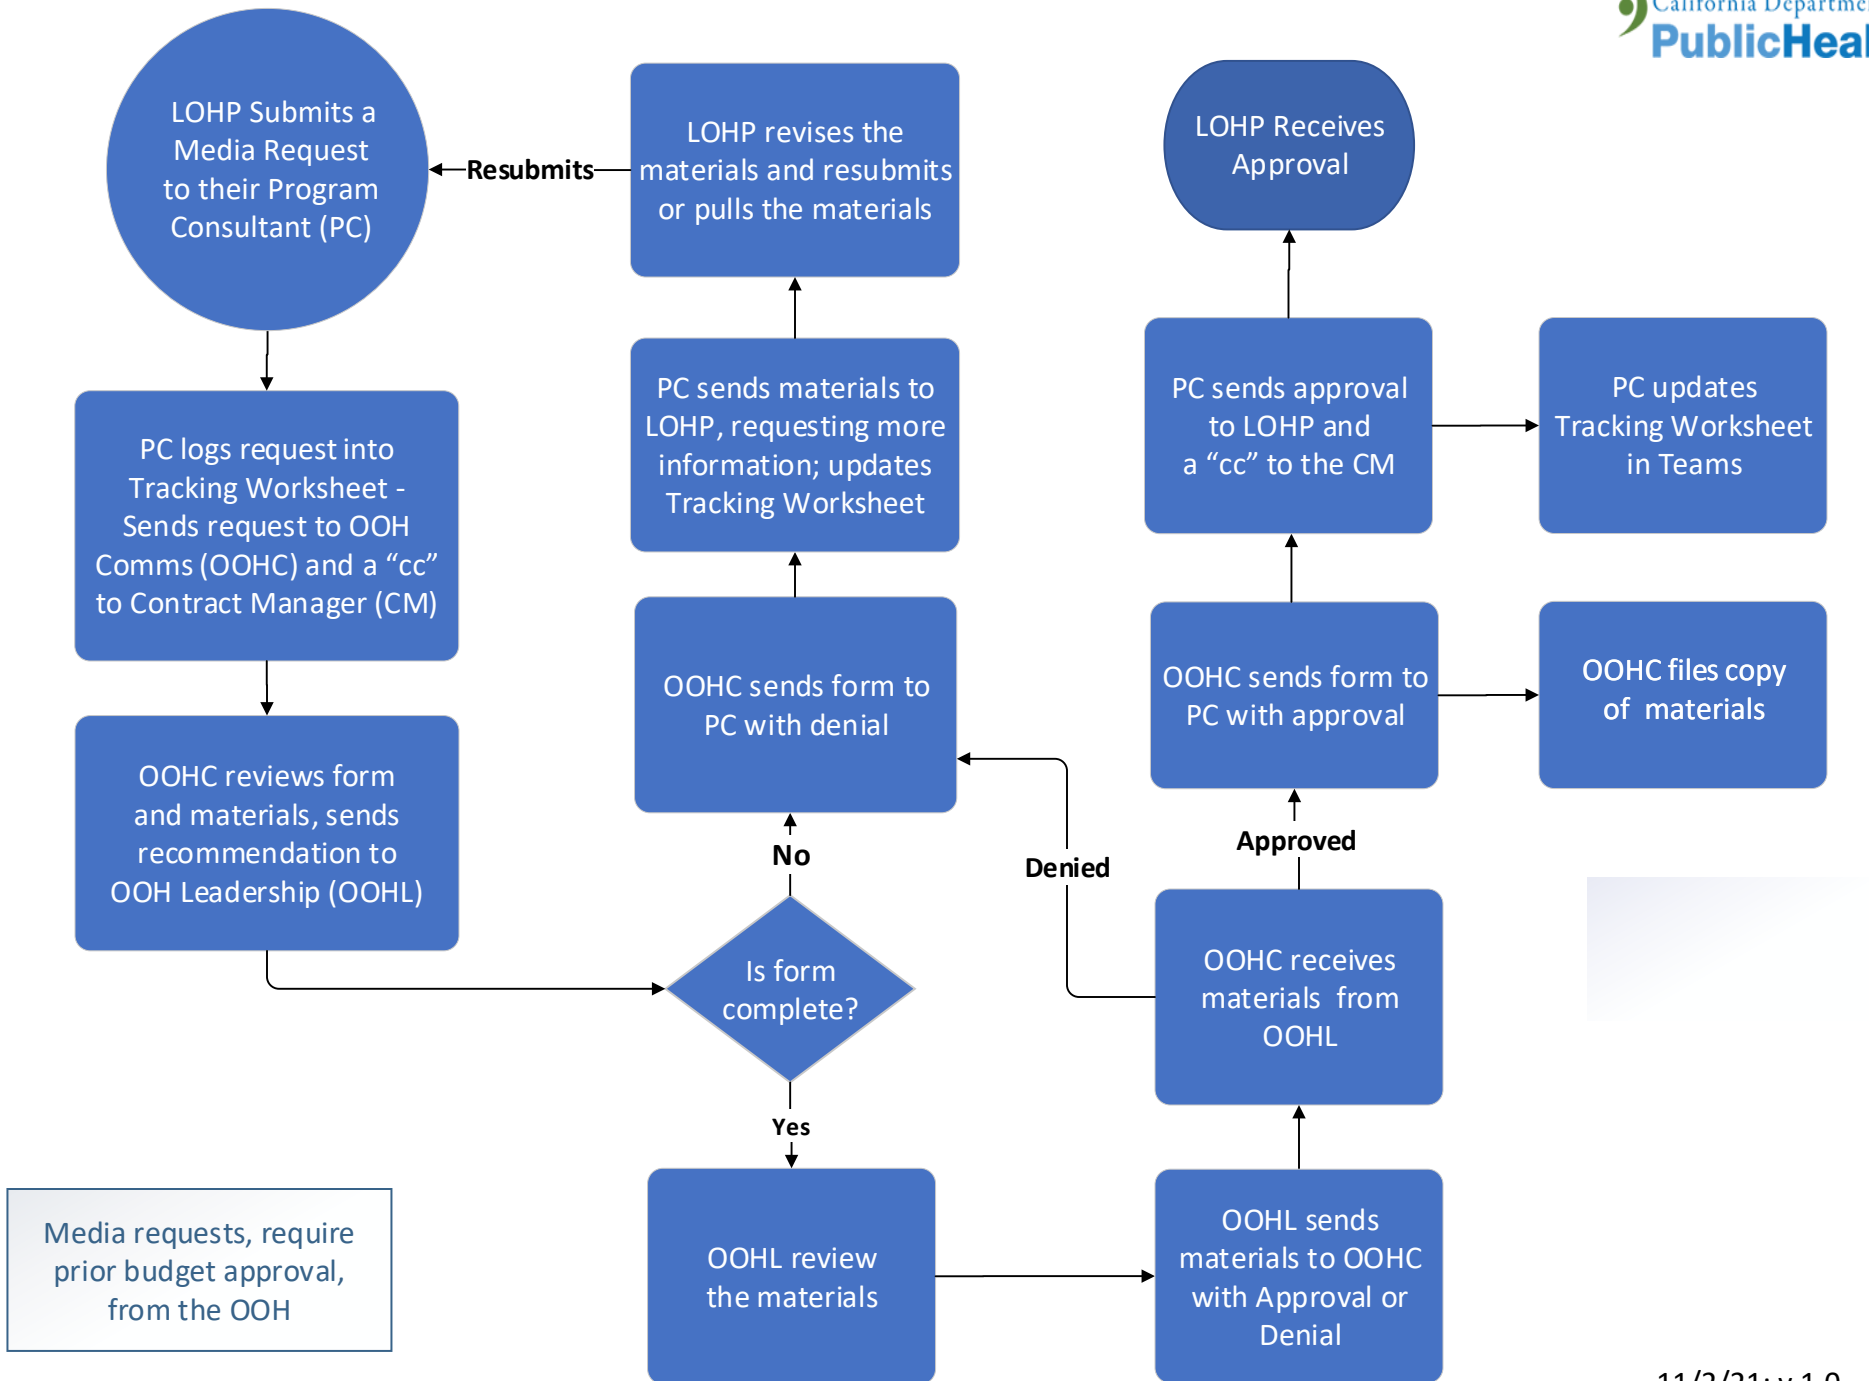 California Departme
PublicHeal
LOHP Submits a
Media Request
to their Program
Consultant (PC)
Resubmits
LOHP revises the
materials and resubmits
or pulls the materials
LOHP Receives
Approval
PC logs request into
Tracking Worksheet -
Sends request to OOH
Comms (OOHC) and a “cc”
to Contract Manager (CM)
PC sends materials to
LOHP, requesting more
information; updates
Tracking Worksheet
PC sends approval
to LOHP and
a “cc” to the CM
PC updates
Tracking Worksheet
in Teams
OOHC reviews form
and materials, sends
recommendation to
OOH Leadership (OOHL)
OOHC sends form to
PC with denial
OOHC sends form to
PC with approval
OOHC files copy
of materials
No
Denied
Approved
Is form
complete?
OOHC receives
materials from
OOHL
Yes
Media requests, require
prior budget approval,
from the OOH
OOHL review
the materials
OOHL sends
materials to OOHC
with Approval or
Denial
11/2/21; v 1.0